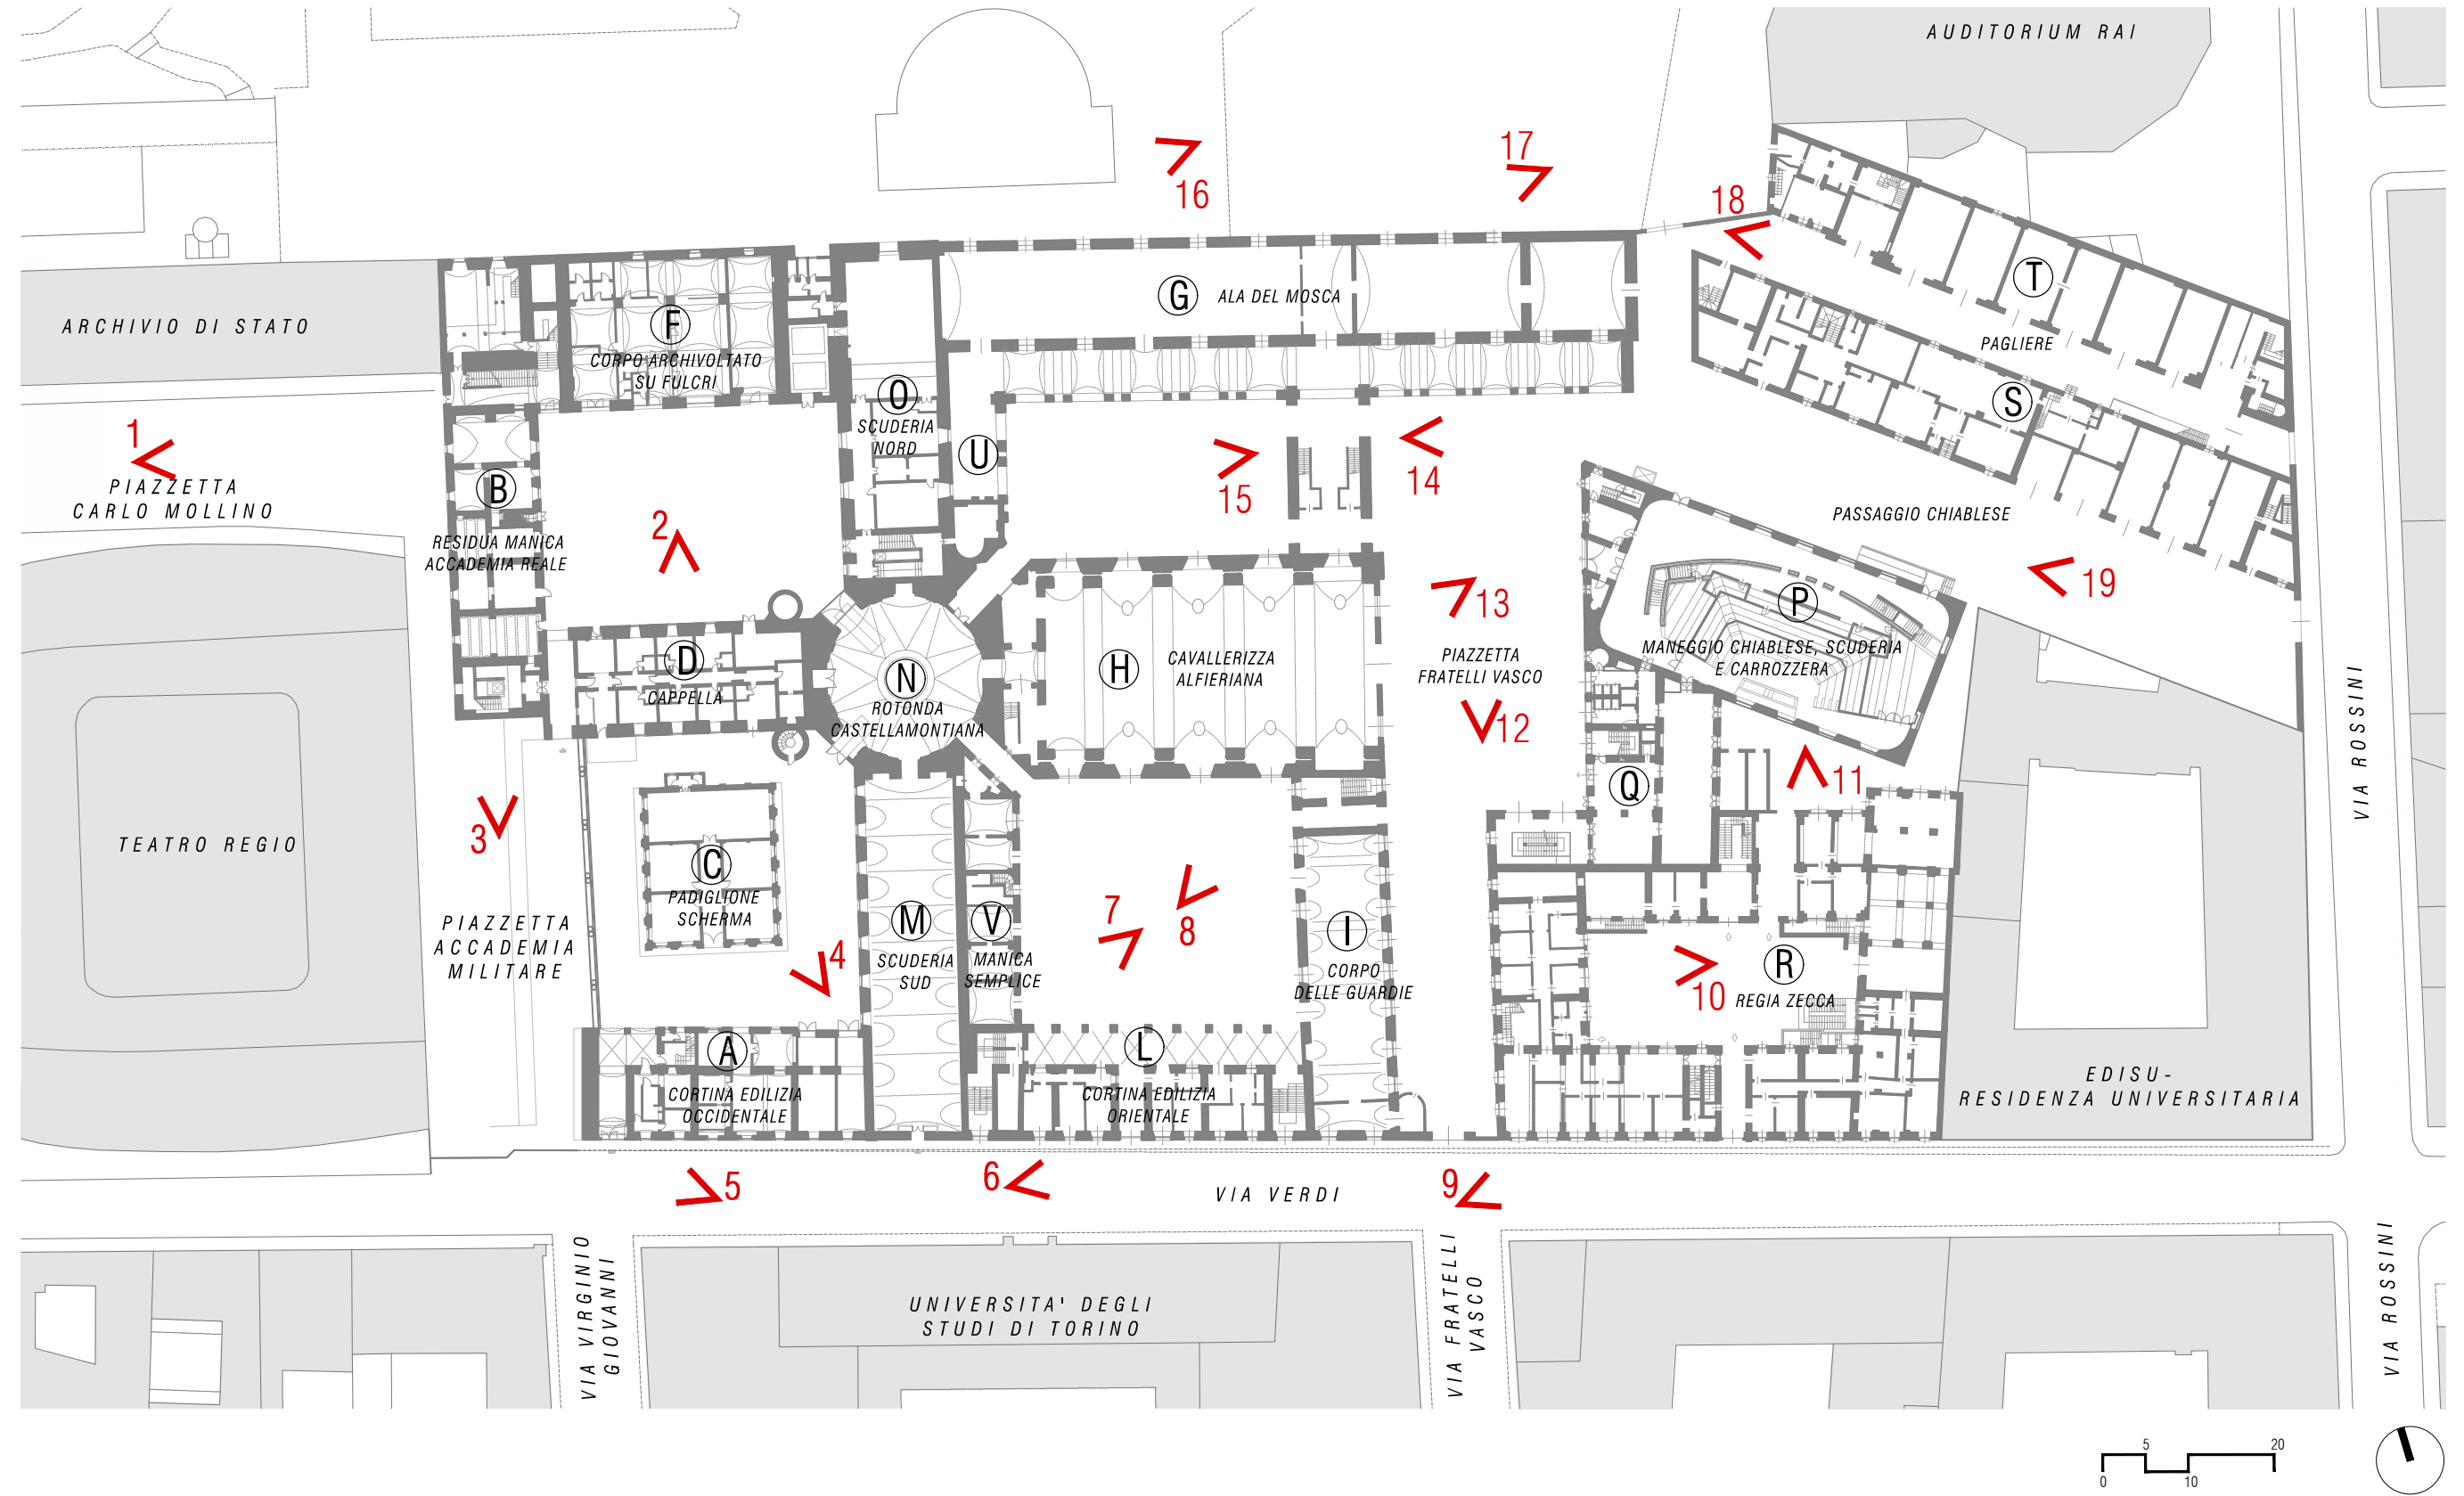 AUDITORIUM RAI
17
16
18
T
G
ALA DEL MOSCA
ARCHIVIO DI STATO
F
CORPO ARCHIVOLTATO
SU FULCRI
PAGLIERE
O
SCUDERIA
NORD
S
1
U
14
15
PIAZZETTA
CARLO MOLLINO
B
2
PASSAGGIO CHIABLESE
RESIDUA MANICA
ACCADEMIA REALE
19
13
P
MANEGGIO CHIABLESE, SCUDERIA
E CARROZZERA
D
CAPPELLA
N
ROTONDA
CASTELLAMONTIANA
H
CAVALLERIZZA
ALFIERIANA
PIAZZETTA
FRATELLI VASCO
12
VIA ROSSINI
Q
11
TEATRO REGIO
3
C
PADIGLIONE
SCHERMA
PIAZZETTA
ACCADEMIA
MILITARE
4
M
SCUDERIA
SUD
V
MANICA
SEMPLICE
7
8
I
CORPO
DELLE GUARDIE
R
REGIA ZECCA
10
A
CORTINA EDILIZIA
OCCIDENTALE
L
CORTINA EDILIZIA
ORIENTALE
EDISU-
RESIDENZA UNIVERSITARIA
5
6
VIA VERDI
9
VIA VIRGINIO
GIOVANNI
UNIVERSITA' DEGLI
STUDI DI TORINO
VIA FRATELLI
VASCO
VIA ROSSINI
5
20
0
10